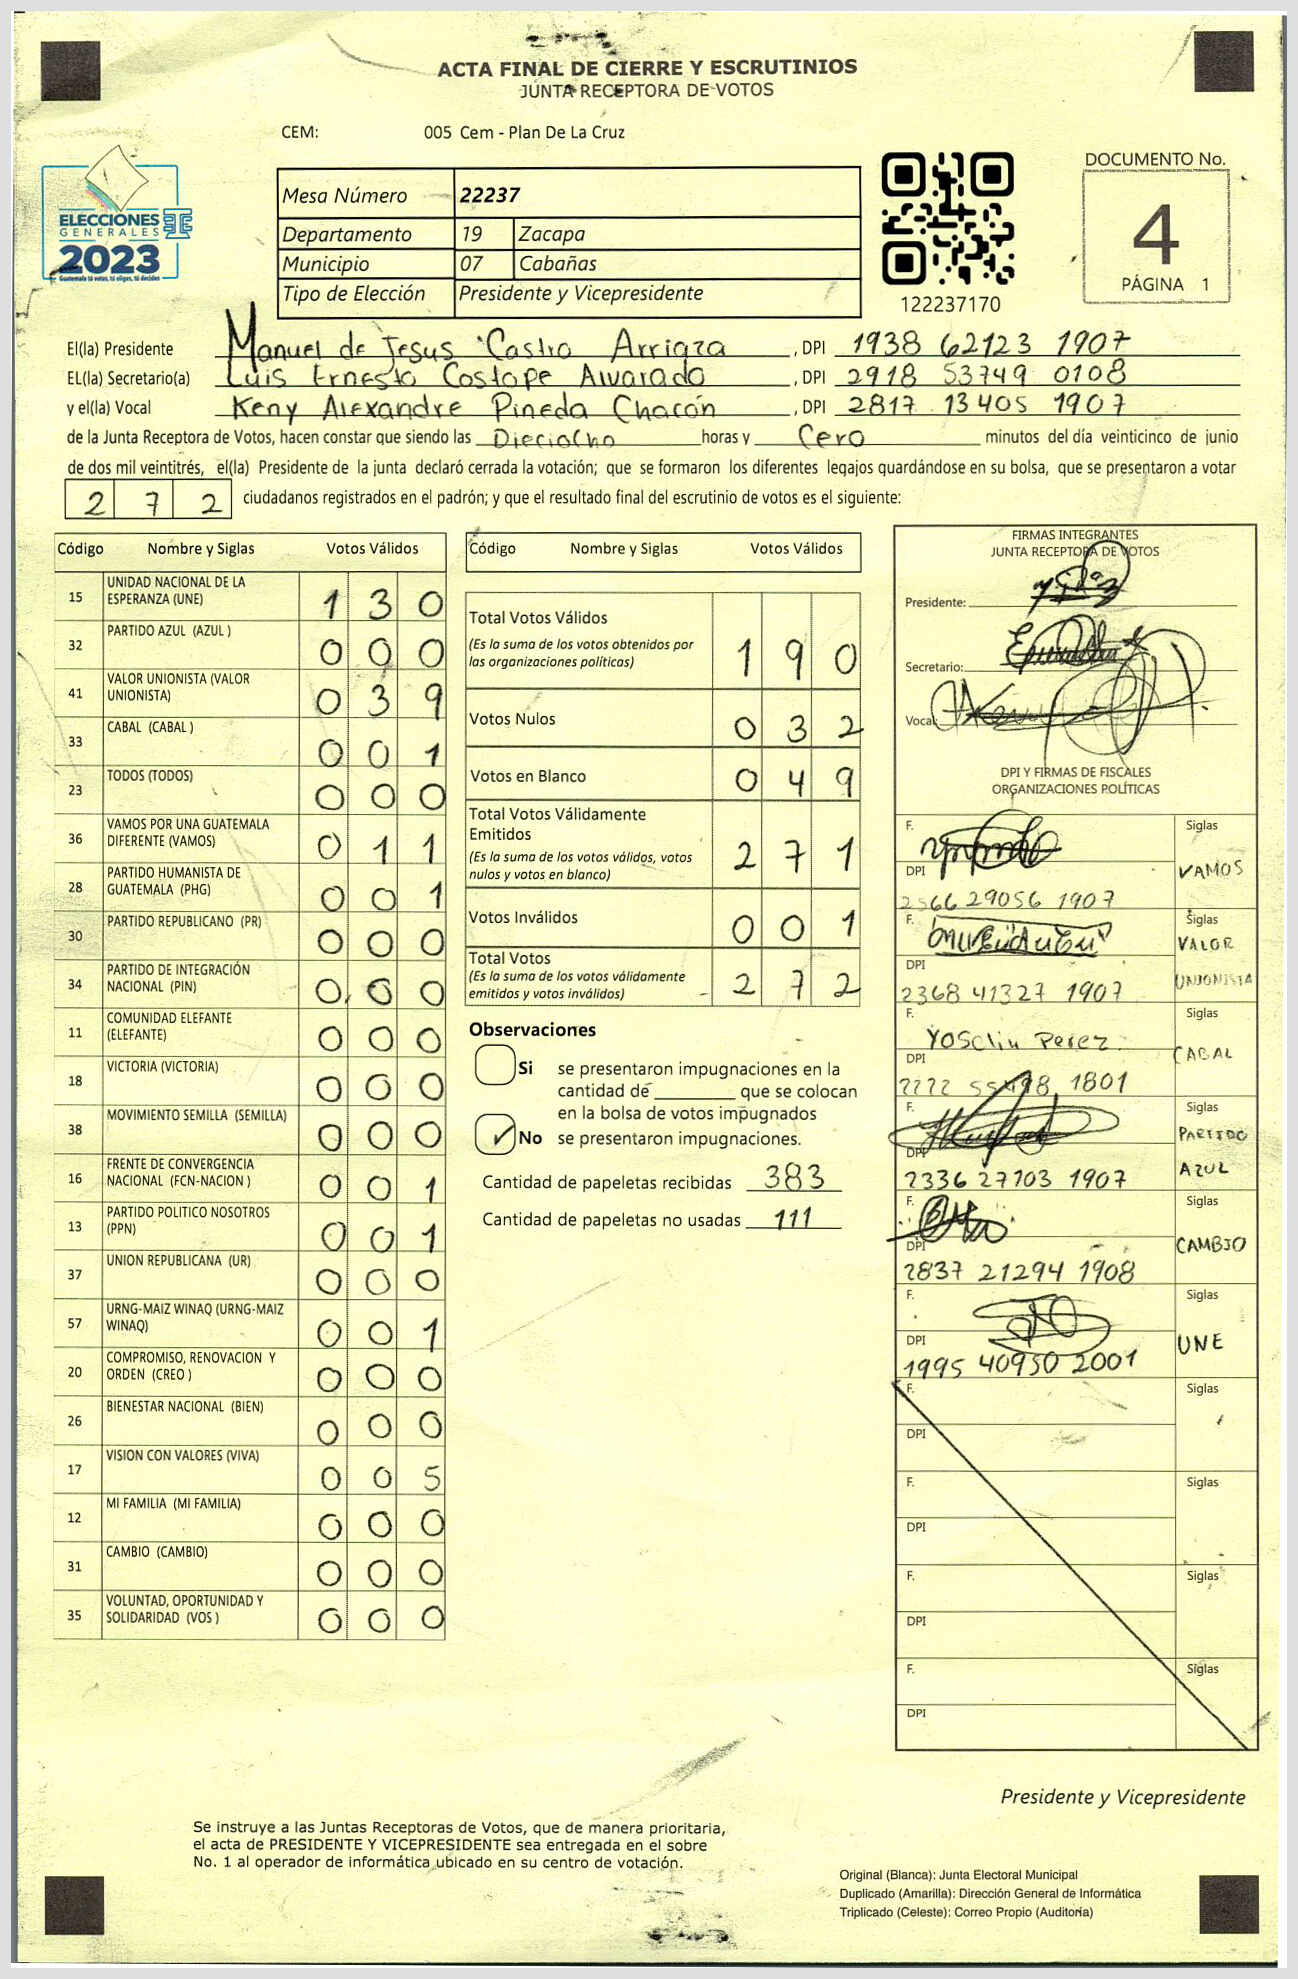 ACTA FINAL DE CIERRE Y ESCRUTINIOS
JUNTA RECEPTORA DE VOTOS
CEM: 005 Cem - Plan De La Cruz
ELECCIONES
GENERALES
2023
Guatemala tú votas, tú eliges, tú decides
Mesa Número 22237
Departamento 19 Zacapa
Municipio 07 Cabañas
Tipo de Elección Presidente y Vicepresidente
122237170
DOCUMENTO No.
4
PÁGINA 1
El(la) Presidente Manuel de Jesus Castro Arriaza , DPI 1938 62123 1907
EL(la) Secretario(a) Luis Ernesto Costope Alvarado , DPI 2918 53749 0108
y el(la) Vocal Keny Alexandre Pineda Chacón , DPI 2817 13405 1907
de la Junta Receptora de Votos, hacen constar que siendo las Dieciocho horas y Cero minutos del día veinticinco de junio
de dos mil veintitrés, el(la) Presidente de la junta declaró cerrada la votación; que se formaron los diferentes legajos quardándose en su bolsa, que se presentaron a votar
2 7 2 ciudadanos registrados en el padrón; y que el resultado final del escrutinio de votos es el siguiente:
Código Nombre y Siglas Votos Válidos
15 UNIDAD NACIONAL DE LA ESPERANZA (UNE) 1 3 0
32 PARTIDO AZUL (AZUL ) 0 0 0
41 VALOR UNIONISTA (VALOR UNIONISTA) 0 3 9
33 CABAL (CABAL ) 0 0 1
23 TODOS (TODOS) 0 0 0
36 VAMOS POR UNA GUATEMALA DIFERENTE (VAMOS) 0 1 1
28 PARTIDO HUMANISTA DE GUATEMALA (PHG) 0 0 1
30 PARTIDO REPUBLICANO (PR) 0 0 0
34 PARTIDO DE INTEGRACIÓN NACIONAL (PIN) 0 0 0
11 COMUNIDAD ELEFANTE (ELEFANTE) 0 0 0
18 VICTORIA (VICTORIA) 0 0 0
38 MOVIMIENTO SEMILLA (SEMILLA) 0 0 0
16 FRENTE DE CONVERGENCIA NACIONAL (FCN-NACION ) 0 0 1
13 PARTIDO POLITICO NOSOTROS (PPN) 0 0 1
37 UNION REPUBLICANA (UR) 0 0 0
57 URNG-MAIZ WINAQ (URNG-MAIZ WINAQ) 0 0 1
20 COMPROMISO, RENOVACION Y ORDEN (CREO ) 0 0 0
26 BIENESTAR NACIONAL (BIEN) 0 0 0
17 VISION CON VALORES (VIVA) 0 0 5
12 MI FAMILIA (MI FAMILIA) 0 0 0
31 CAMBIO (CAMBIO) 0 0 0
35 VOLUNTAD, OPORTUNIDAD Y SOLIDARIDAD (VOS ) 0 0 0
Código Nombre y Siglas Votos Válidos
Total Votos Válidos 1 9 0
(Es la suma de los votos obtenidos por
las organizaciones políticas)
Votos Nulos 0 3 2
Votos en Blanco 0 4 9
Total Votos Válidamente
Emitidos 2 7 1
(Es la suma de los votos válidos, votos
nulos y votos en blanco)
Votos Inválidos 0 0 1
Total Votos 2 7 2
(Es la suma de los votos válidamente
emitidos y votos inválidos)
Observaciones
Si se presentaron impugnaciones en la
cantidad de que se colocan
en la bolsa de votos impugnados
✓ No se presentaron impugnaciones.
Cantidad de papeletas recibidas 383
Cantidad de papeletas no usadas 111
FIRMAS INTEGRANTES
JUNTA RECEPTORA DE VOTOS
Presidente:
Secretario:
Vocal:
DPI Y FIRMAS DE FISCALES
ORGANIZACIONES POLÍTICAS
F. Siglas
VAMOS
DPI
2566 29056 1907
F. Siglas
VALOR
UNIONISTA
DPI
2368 41327 1907
F. Yoselin Perez Siglas
CABAL
DPI
1801
F. Siglas
PARTIDO
AZUL
DPI
2336 27703 1907
F. Siglas
CAMBIO
DPI
2837 21294 1908
F. Siglas
UNE
DPI
1995 40950 2001
F. Siglas
DPI
F. Siglas
DPI
F. Siglas
DPI
F. Siglas
DPI
Presidente y Vicepresidente
Se instruye a las Juntas Receptoras de Votos, que de manera prioritaria,
el acta de PRESIDENTE Y VICEPRESIDENTE sea entregada en el sobre
No. 1 al operador de informática ubicado en su centro de votación.
Original (Blanca): Junta Electoral Municipal
Duplicado (Amarilla): Dirección General de Informática
Triplicado (Celeste): Correo Propio (Auditoria)